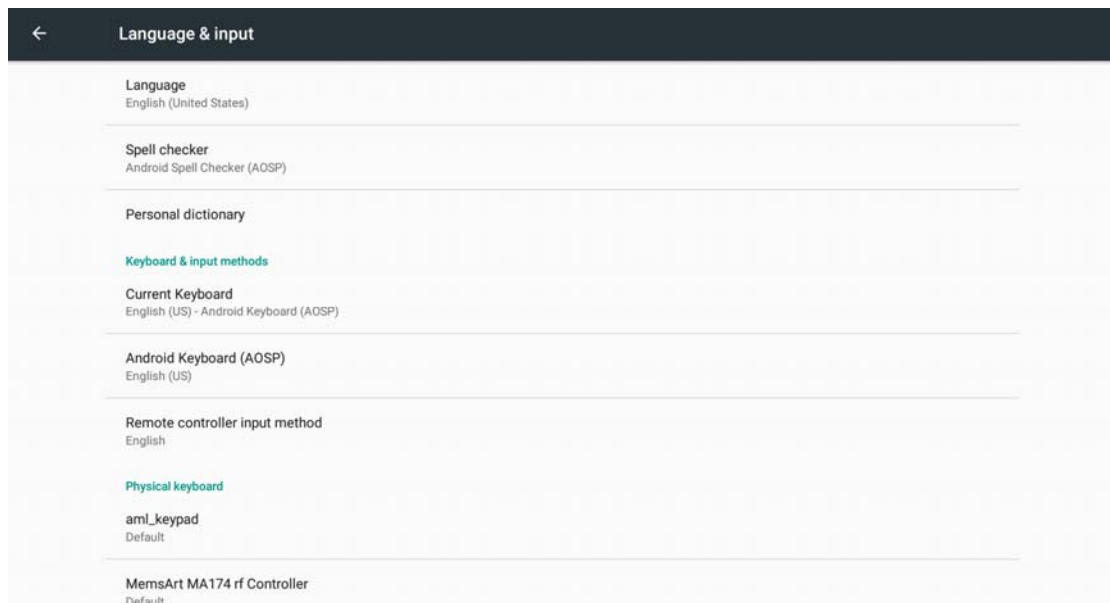 Language & input
Language
English (United States)
Spell checker
Android Spell Checker (AOSP)
Personal dictionary
Keyboard & input methods
Current Keyboard
English (US) - Android Keyboard (AOSP)
Android Keyboard (AOSP)
English (US)
Remote controller input method
English
Physical keyboard
aml_keypad
Default
MemsArt MA174 rf Controller
Default